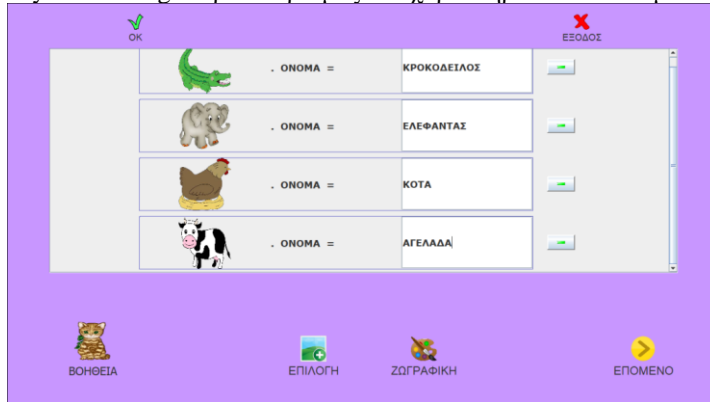 OK
ΕΞΟΔΟΣ
. ΟΝΟΜΑ = ΚΡΟΚΟΔΕΙΛΟΣ
. ΟΝΟΜΑ = ΕΛΕΦΑΝΤΑΣ
. ΟΝΟΜΑ = ΚΟΤΑ
. ΟΝΟΜΑ = ΑΓΕΛΑΔΑ
ΒΟΗΘΕΙΑ ΕΠΙΛΟΓΗ ΖΩΓΡΑΦΙΚΗ ΕΠΟΜΕΝΟ